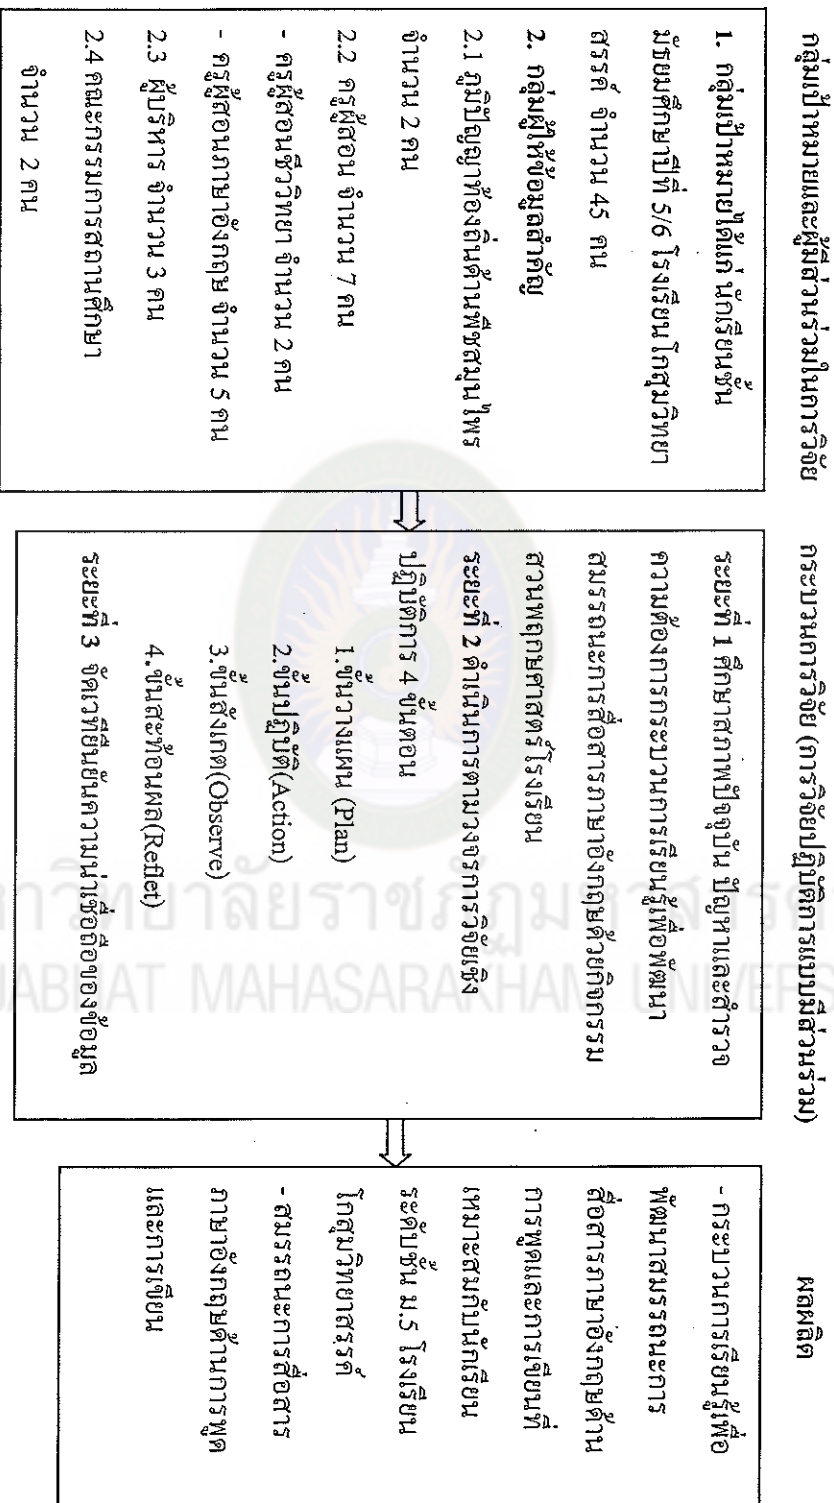 กลุ่มเป้าหมายและผู้มีส่วนร่วมในการวิจัย
1. กลุ่มเป้าหมายได้แก่ นักเรียนชั้น
มัธยมศึกษาปีที่ 5/6 โรงเรียนโกสุมวิทยา
สรรค์ จำนวน 45 คน
2. กลุ่มผู้ให้ข้อมูลสำคัญ
2.1 ภูมิปัญญาท้องถิ่นด้านพืชสมุนไพร
จำนวน 2 คน
2.2 ครูผู้สอน จำนวน 7 คน
- ครูผู้สอนชีววิทยา จำนวน 2 คน
- ครูผู้สอนภาษาอังกฤษ จำนวน 5 คน
2.3 ผู้บริหาร จำนวน 3 คน
2.4 คณะกรรมการสถานศึกษา
จำนวน 2 คน
กระบวนการวิจัย (การวิจัยปฏิบัติการแบบมีส่วนร่วม)
ระยะที่ 1 ศึกษาสภาพปัจจุบัน ปัญหาและสำรวจ
ความต้องการกระบวนการเรียนรู้เพื่อพัฒนา
สมรรถนะการสื่อสารภาษาอังกฤษด้วยกิจกรรม
สวนพฤกษศาสตร์โรงเรียน
ระยะที่ 2 ดำเนินการตามวงจรการวิจัยเชิง
ปฏิบัติการ 4 ขั้นตอน
1.ขั้นวางแผน (Plan)
2.ขั้นปฏิบัติ(Action)
3.ขั้นสังเกต(Observe)
4.ขั้นสะท้อนผล(Reflet)
ระยะที่ 3 จัดเวทียืนยันความน่าเชื่อถือของข้อมูล
ผลผลิต
- กระบวนการเรียนรู้เพื่อ
พัฒนาสมรรถนะการ
สื่อสารภาษาอังกฤษด้าน
การพูดและการเขียนที่
เหมาะสมกับนักเรียน
ระดับชั้น ม.5 โรงเรียน
โกสุมวิทยาสรรค์
- สมรรถนะการสื่อสาร
ภาษาอังกฤษด้านการพูด
และการเขียน